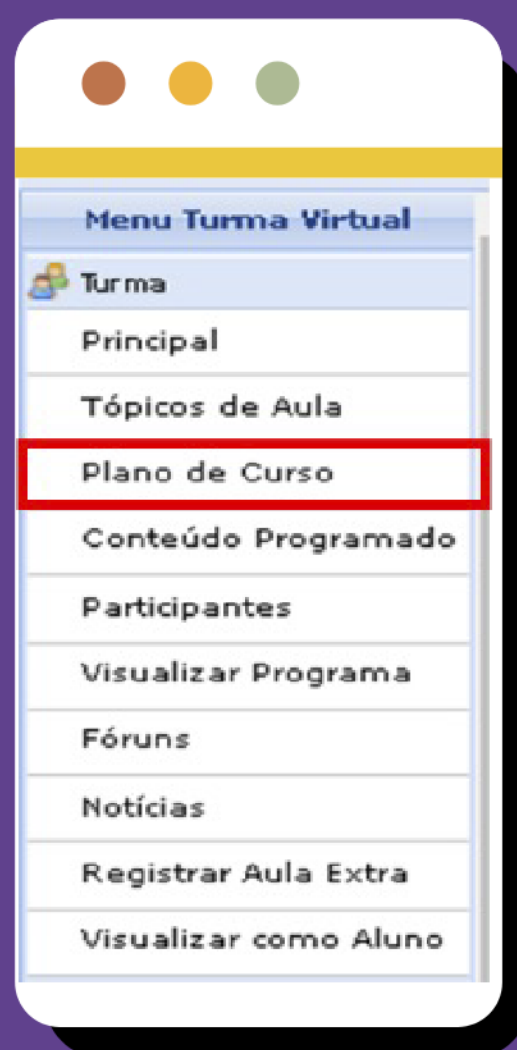 Menu Turma Virtual
Turma
Principal
Tópicos de Aula
Plano de Curso
Conteúdo Programado
Participantes
Visualizar Programa
Fóruns
Notícias
Registrar Aula Extra
Visualizar como Aluno